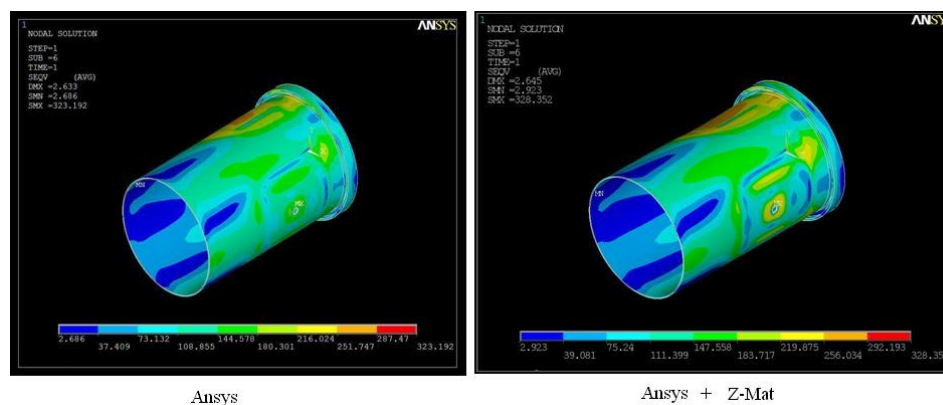 1
ANSYS
NODAL SOLUTION
STEP=1
SUB =6
TIME=1
SEQV (AVG)
DMX =2.633
SMN =2.686
SMX =323.192
MN
MX
2.686 73.132 144.578 216.024 287.47
37.409 108.855 180.301 251.747 323.192
Ansys
1
ANSYS
NODAL SOLUTION
STEP=1
SUB =6
TIME=1
SEQV (AVG)
DMX =2.645
SMN =2.923
SMX =328.352
MN
2.923 75.24 147.558 219.875 292.193
39.081 111.399 183.717 256.034 328.35
Ansys + Z-Mat